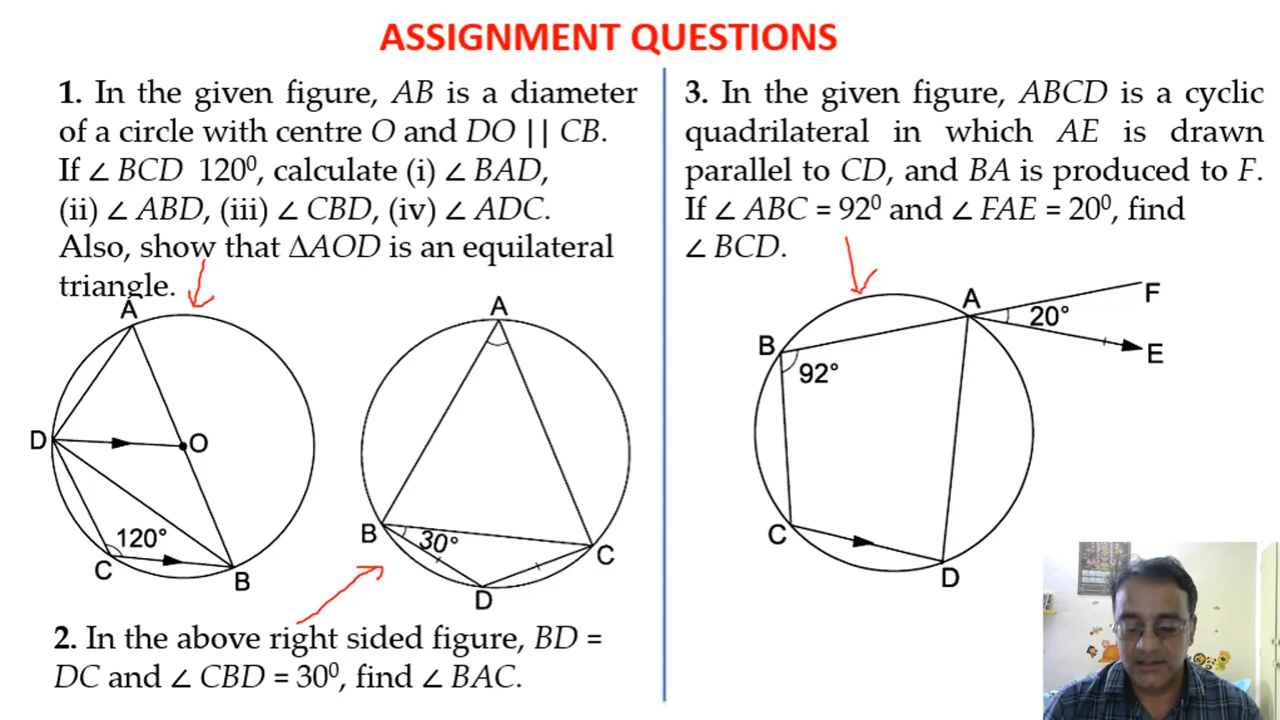 ASSIGNMENT QUESTIONS
1. In the given figure, AB is a diameter
of a circle with centre O and DO || CB.
If ∠ BCD 120⁰, calculate (i) ∠ BAD,
(ii) ∠ ABD, (iii) ∠ CBD, (iv) ∠ ADC.
Also, show that ΔAOD is an equilateral
triangle.
A
D
O
120°
C
B
A
B
30°
C
D
2. In the above right sided figure, BD =
DC and ∠ CBD = 30⁰, find ∠ BAC.
3. In the given figure, ABCD is a cyclic
quadrilateral in which AE is drawn
parallel to CD, and BA is produced to F.
If ∠ ABC = 92⁰ and ∠ FAE = 20⁰, find
∠ BCD.
A
F
20°
B
E
92°
C
D